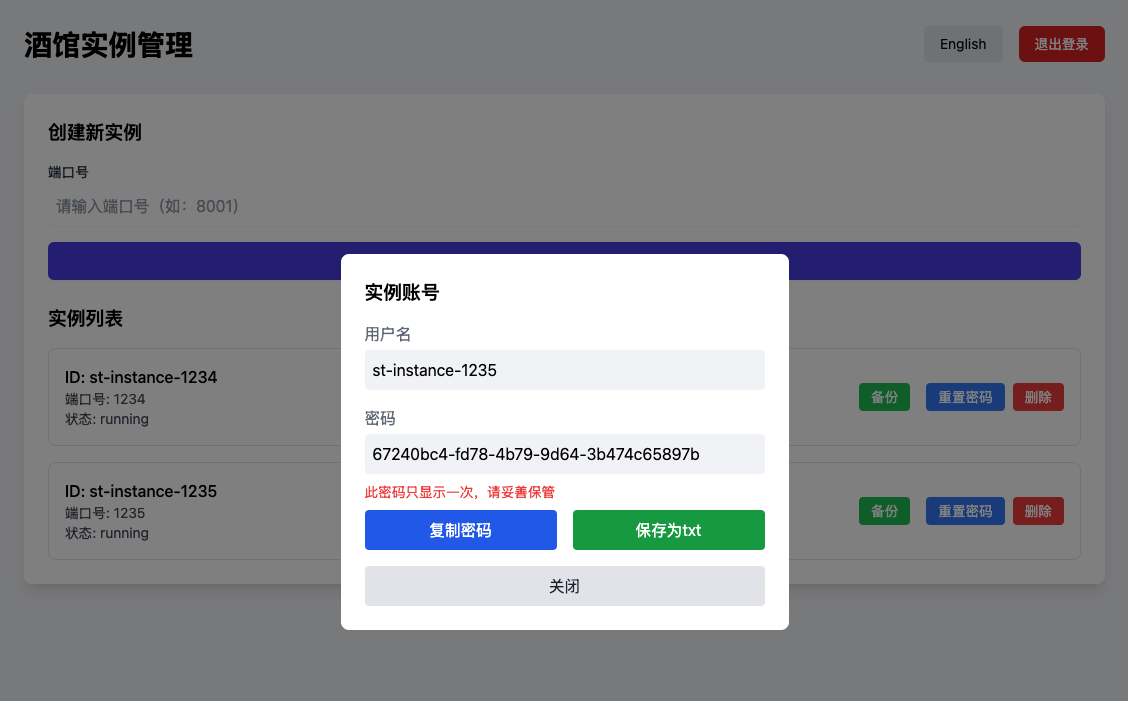 酒馆实例管理
English
退出登录
创建新实例
端口号
请输入端口号（如：8001）
实例列表
ID: st-instance-1234
端口号: 1234
状态: running
备份
重置密码
删除
ID: st-instance-1235
端口号: 1235
状态: running
备份
重置密码
删除
实例账号
用户名
st-instance-1235
密码
67240bc4-fd78-4b79-9d64-3b474c65897b
此密码只显示一次，请妥善保管
复制密码
保存为txt
关闭